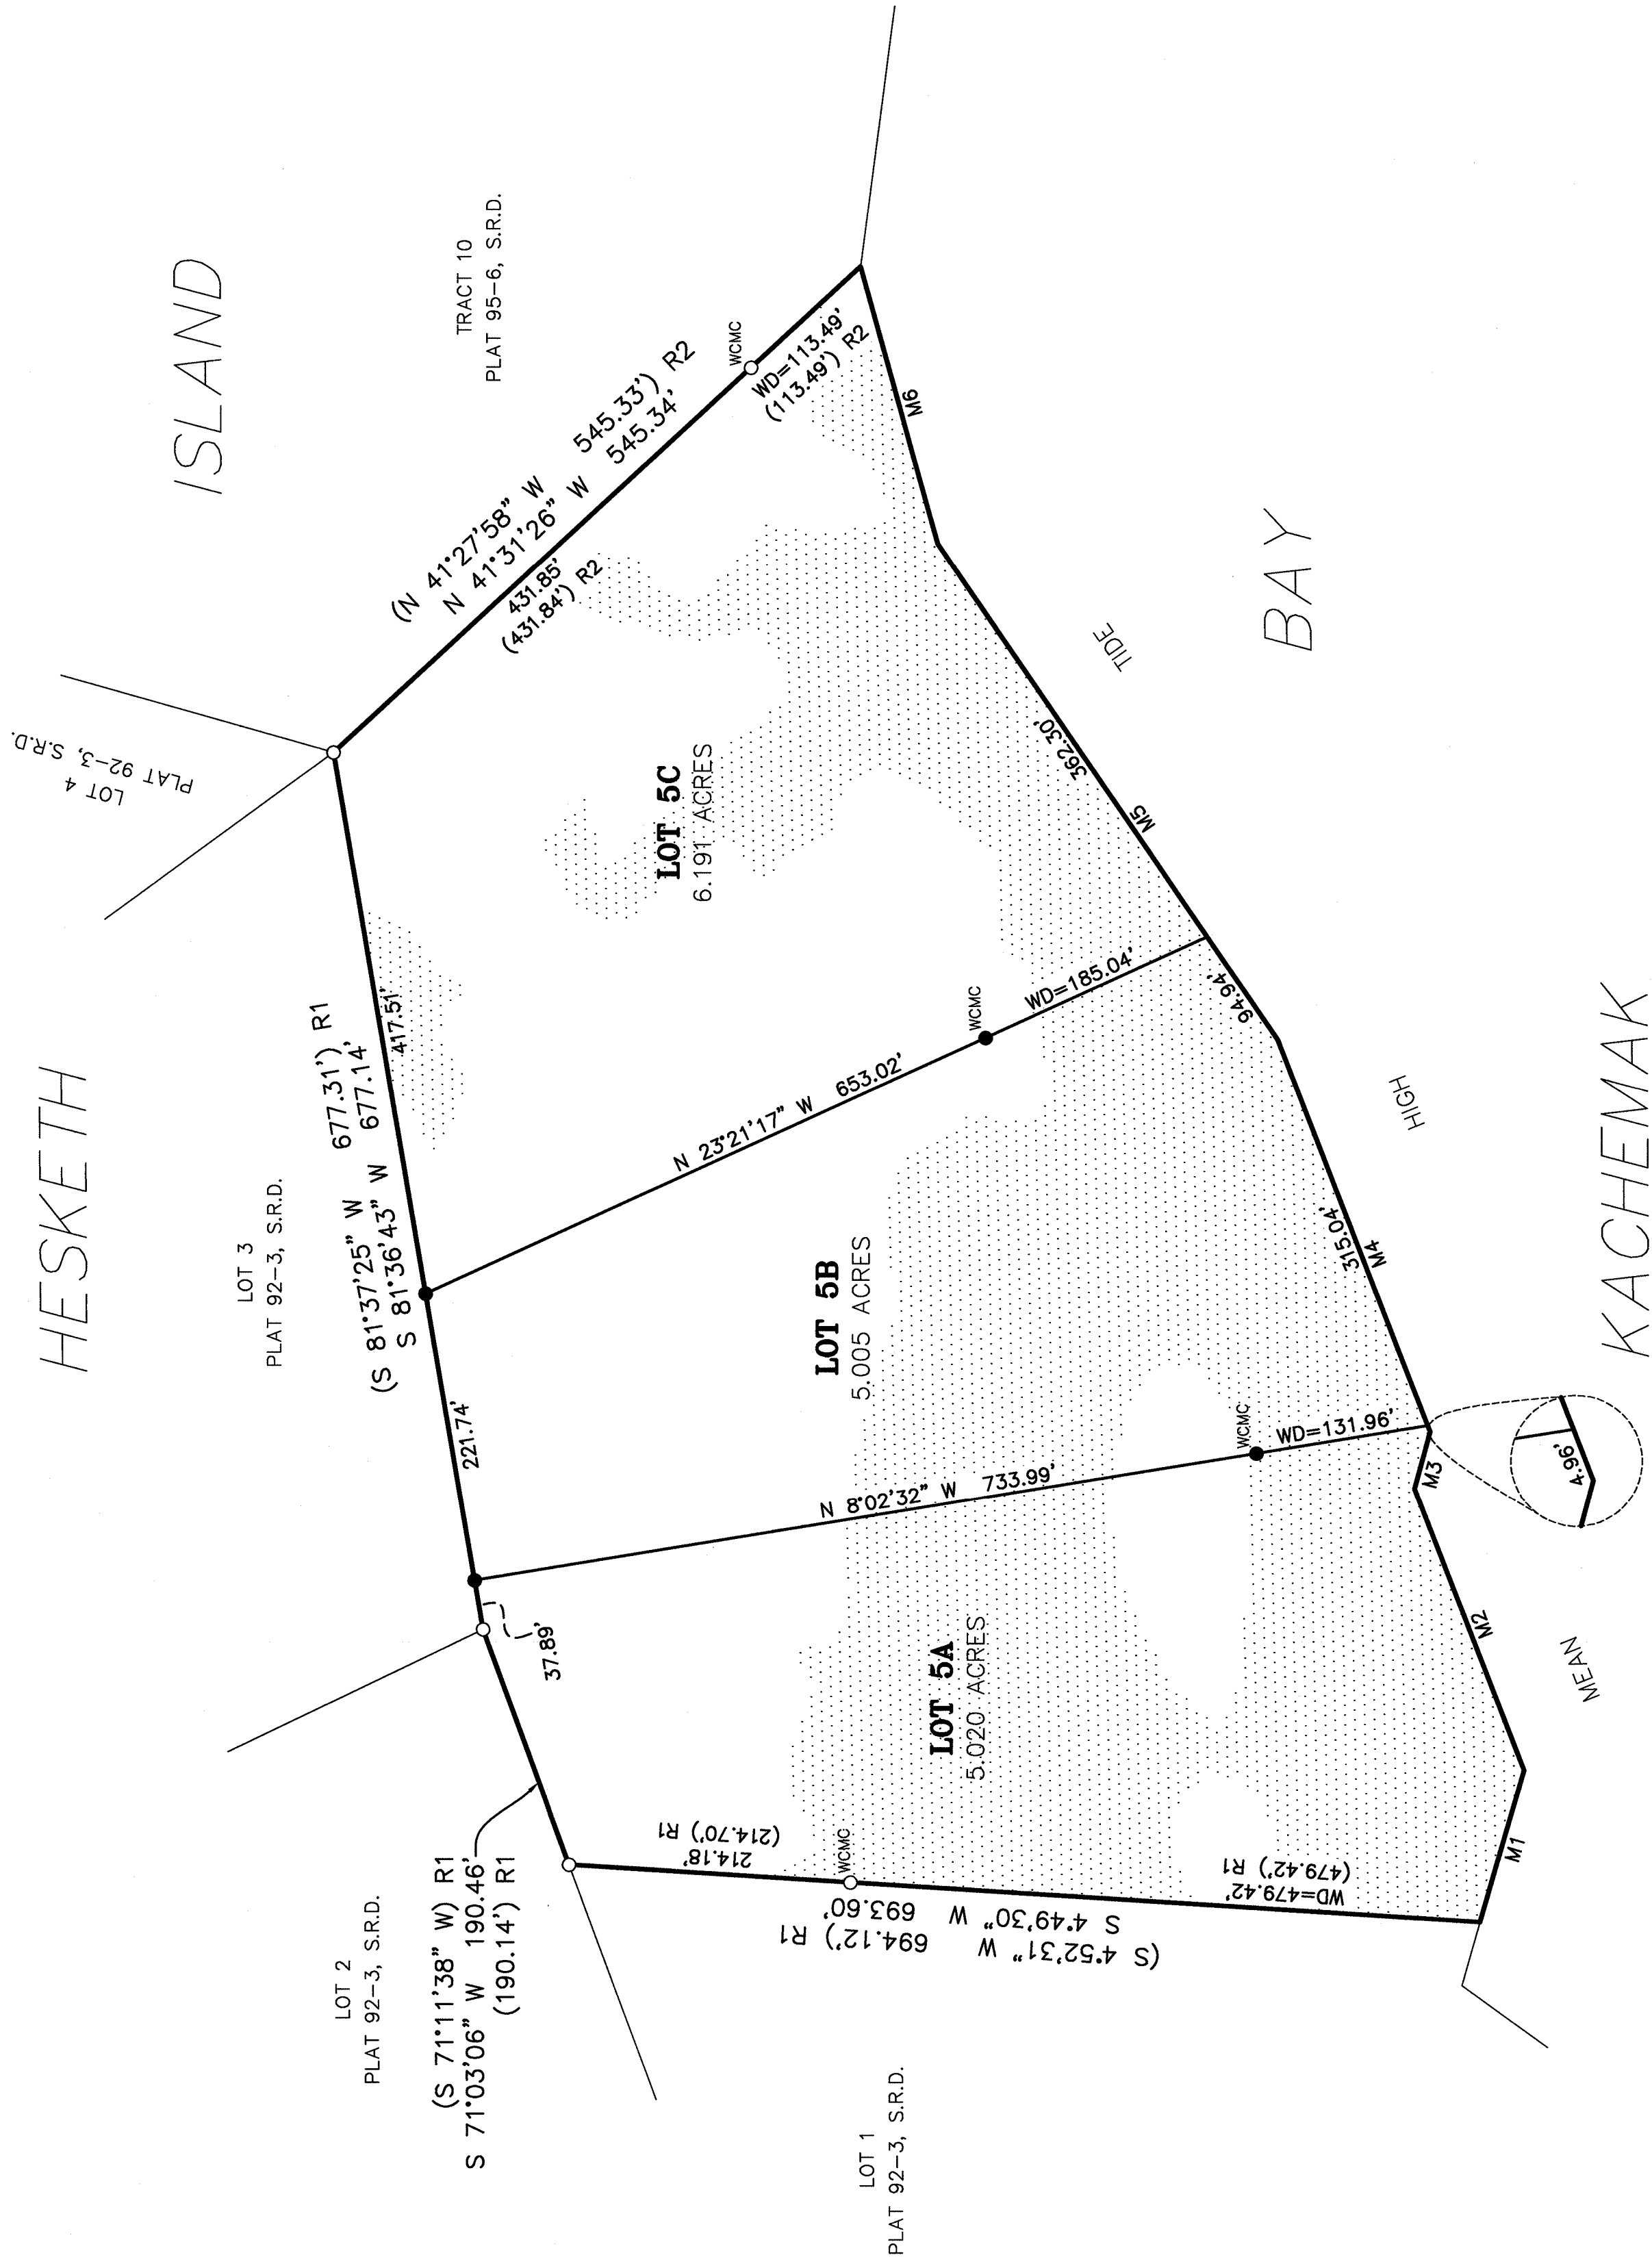 HESKETH
ISLAND
LOT 4
PLAT 92-3, S.R.D.
TRACT 10
PLAT 95-6, S.R.D.
LOT 3
PLAT 92-3, S.R.D.
LOT 2
PLAT 92-3, S.R.D.
LOT 1
PLAT 92-3, S.R.D.
(S 71°11'38" W) R1
S 71°03'06" W 190.46'
(190.14') R1
37.89'
221.74'
(S 81°37'25" W 677.31') R1
S 81°36'43" W 677.14'
417.51'
(N 41°27'58" W 545.33') R2
N 41°31'26" W 545.34'
431.85'
(431.84') R2
WCMC
WD=113.49'
(113.49') R2
(214.70') R1
214.18'
WCMC
(S 4°52'31" W 694.12') R1
S 4°49'30" W 693.60'
WD=479.42'
(479.42') R1
LOT 5A
5.020 ACRES
N 8°02'32" W 733.99'
WCMC
WD=131.96'
LOT 5B
5.005 ACRES
N 23°21'17" W 653.02'
WCMC
WD=185.04'
LOT 5C
6.191 ACRES
M1
M2
M3
4.96'
315.04'
M4
94.94'
362.30'
M5
M6
MEAN
HIGH
TIDE
KACHEMAK
BAY